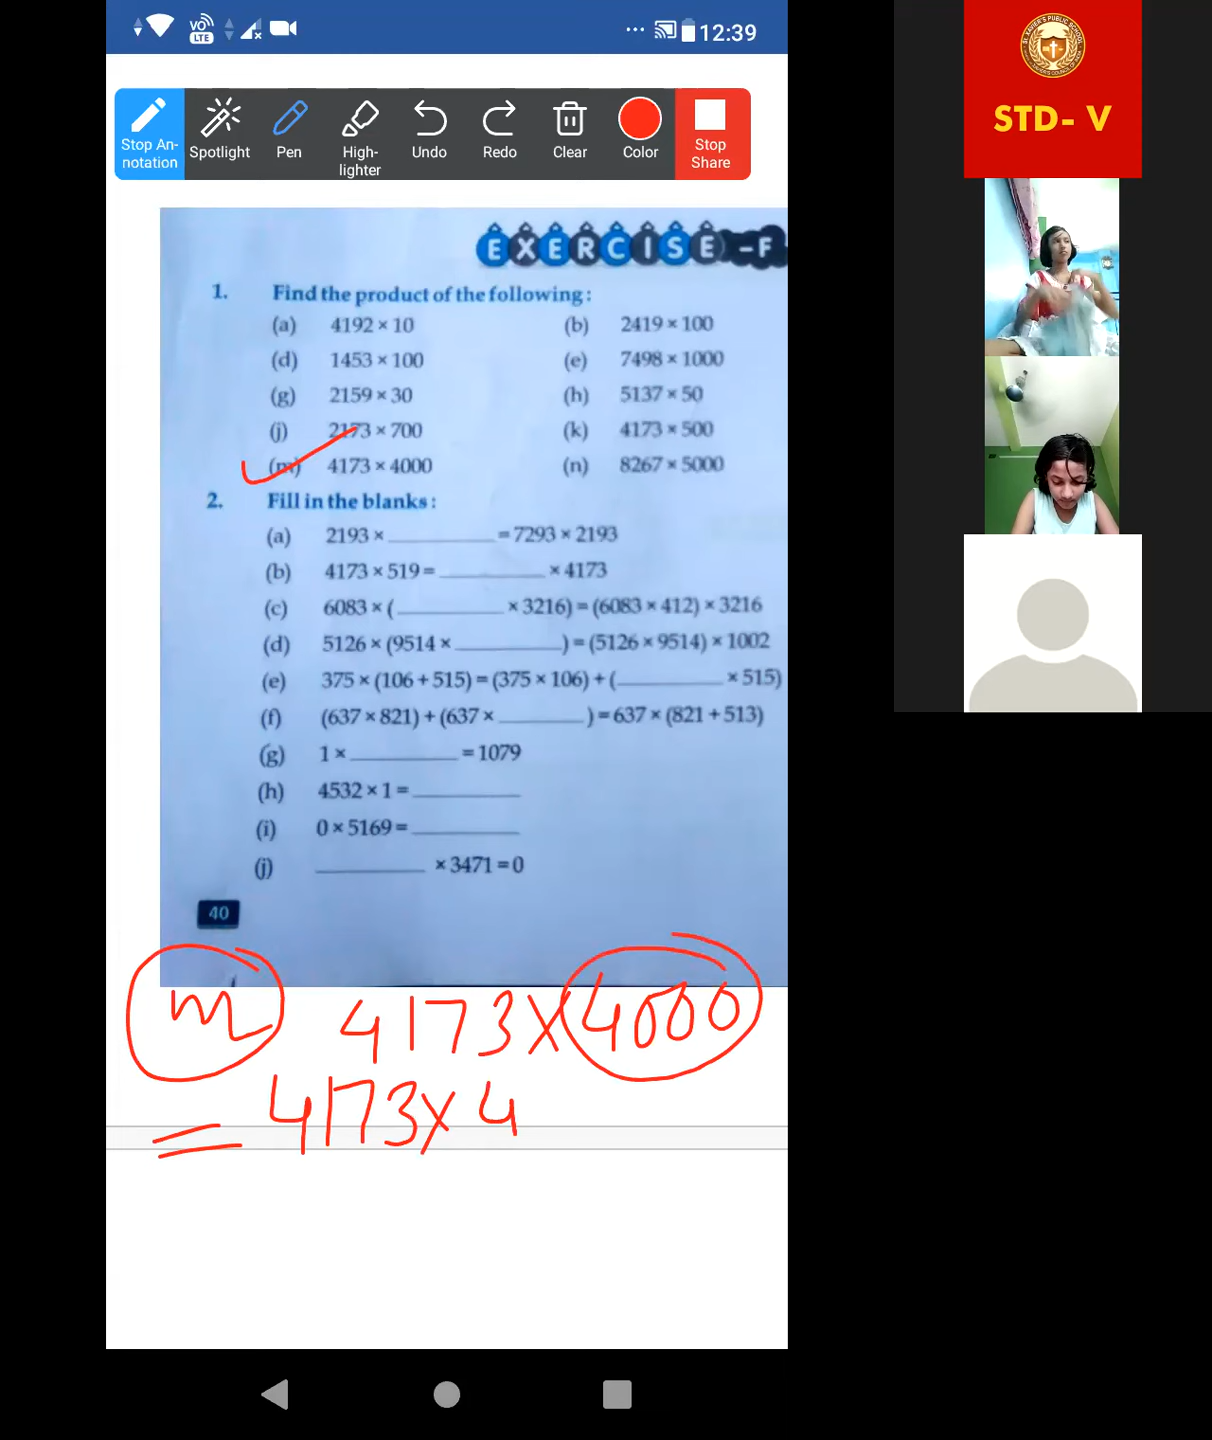 VO LTE ... 12:39
Stop An-notation Spotlight Pen High-lighter Undo Redo Clear Color Stop Share
EXERCISE -F
1. Find the product of the following:
(a) 4192 × 10 (b) 2419 × 100
(d) 1453 × 100 (e) 7498 × 1000
(g) 2159 × 30 (h) 5137 × 50
(j) 2173 × 700 (k) 4173 × 500
(m) 4173 × 4000 (n) 8267 × 5000
2. Fill in the blanks:
(a) 2193 × ________ = 7293 × 2193
(b) 4173 × 519 = ________ × 4173
(c) 6083 × ( ________ × 3216) = (6083 × 412) × 3216
(d) 5126 × (9514 × ________ ) = (5126 × 9514) × 1002
(e) 375 × (106 + 515) = (375 × 106) + ( ________ × 515)
(f) (637 × 821) + (637 × ________ ) = 637 × (821 + 513)
(g) 1 × ________ = 1079
(h) 4532 × 1 = ________
(i) 0 × 5169 = ________
(j) ________ × 3471 = 0
40
m 4173 × 4000
= 4173 × 4
STD- V